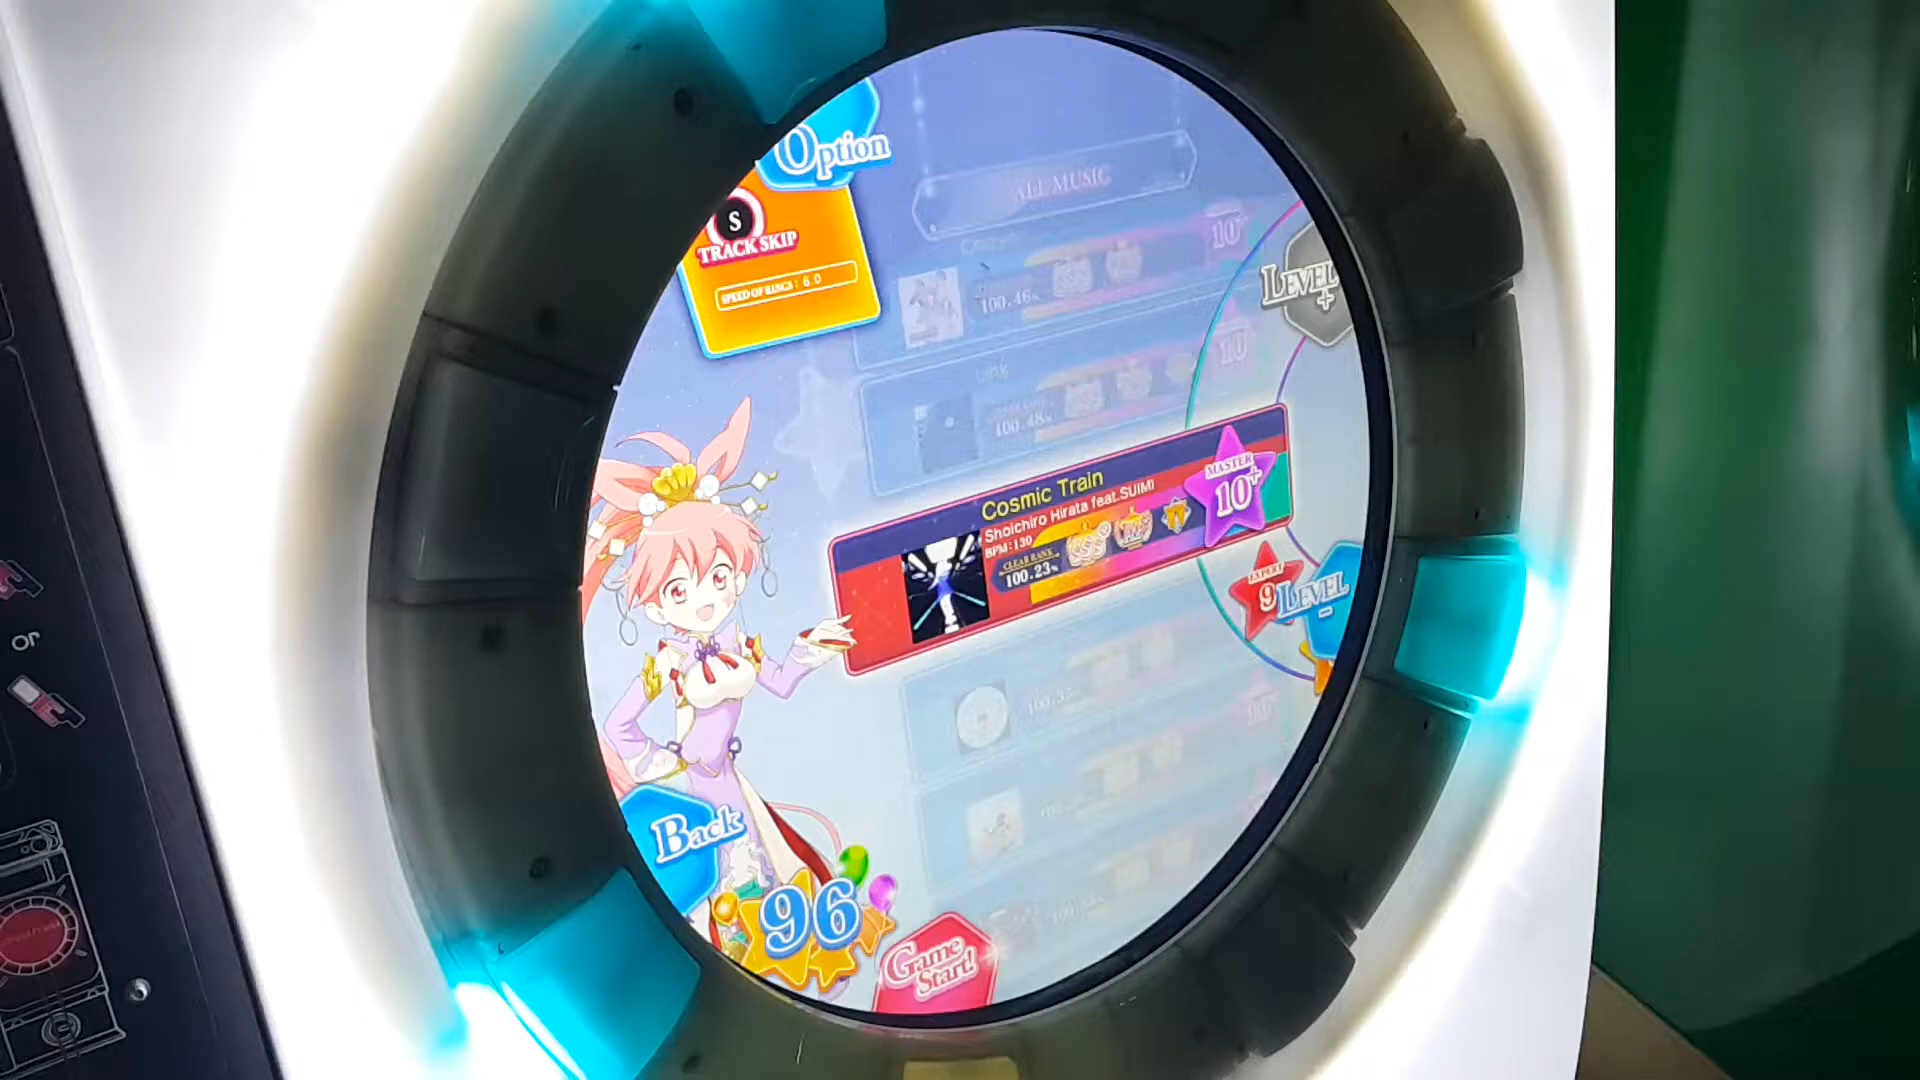 Option
S
TRACK SKIP
SPEED OF RINGS : 6.0
ALL MUSIC
10+
100.46%
LEVEL
+
Link
10
100.48%
Cosmic Train
Shoichiro Hirata feat.SUIMI
BPM:130
CLEAR RANK
100.23%
MASTER
10+
EXPERT
9
LEVEL
-
or
Back
96
Game
Start!